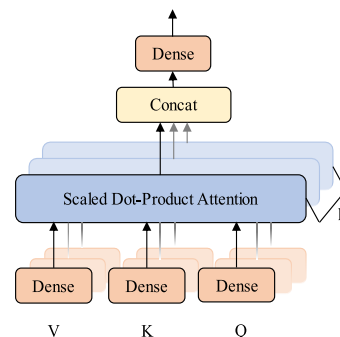 Dense
Concat
Scaled Dot-Product Attention
Dense Dense Dense
V K Q